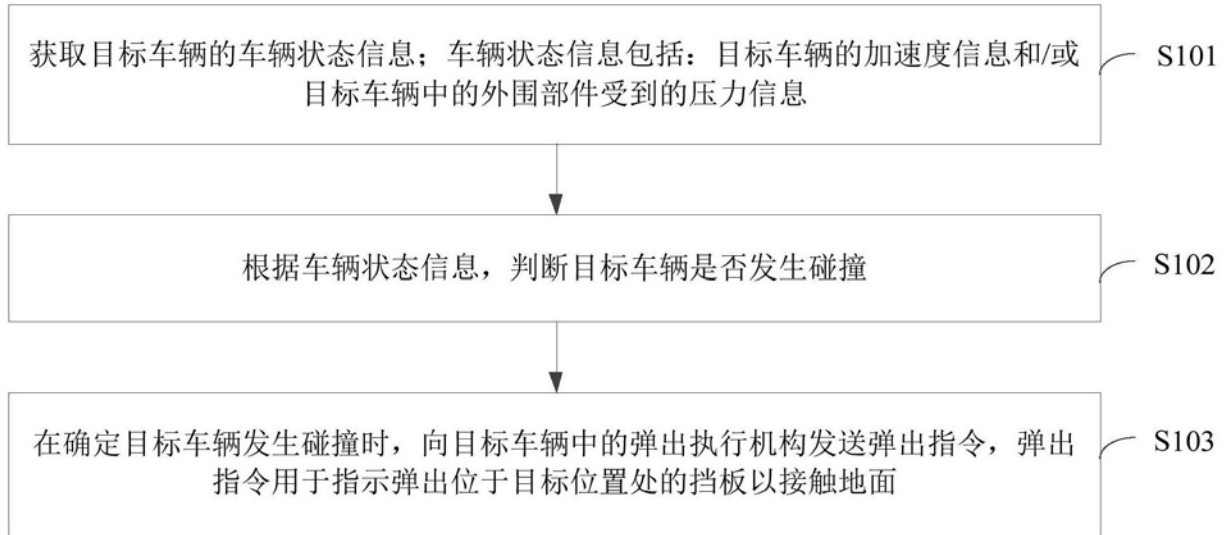 获取目标车辆的车辆状态信息；车辆状态信息包括：目标车辆的加速度信息和/或
目标车辆中的外围部件受到的压力信息
S101
根据车辆状态信息，判断目标车辆是否发生碰撞
S102
在确定目标车辆发生碰撞时，向目标车辆中的弹出执行机构发送弹出指令，弹出
指令用于指示弹出位于目标位置处的挡板以接触地面
S103